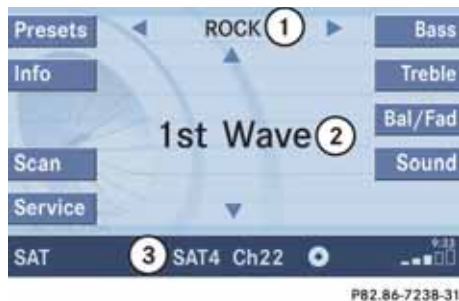 Presets ROCK 1 Bass
Info Treble
1st Wave 2 Bal/Fad
Scan Sound
Service
SAT 3 SAT4 Ch22 9:33
P82.86-7238-31